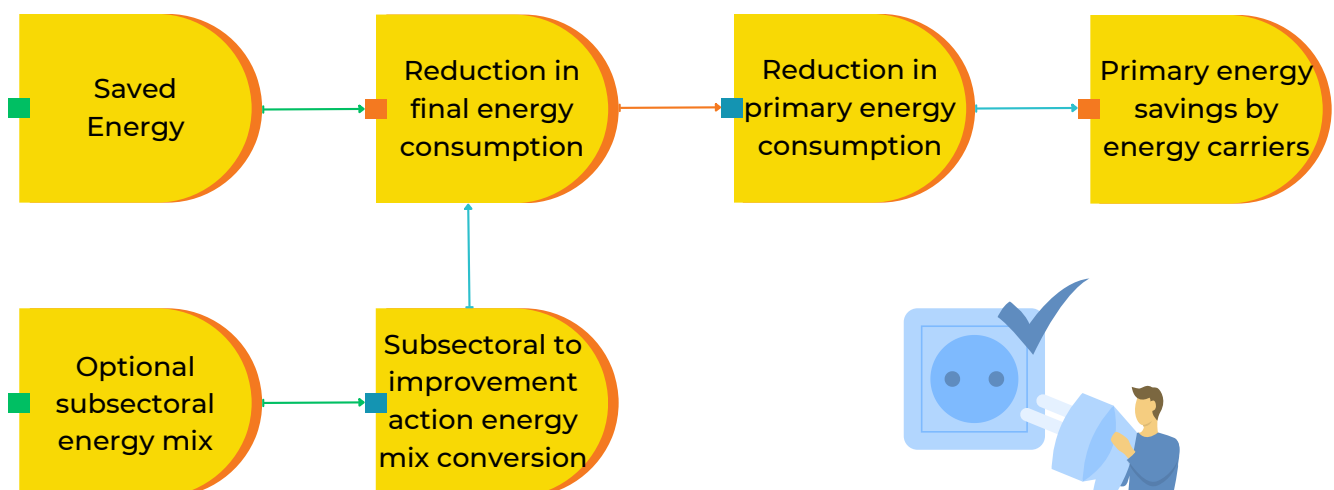 Saved
Energy
Reduction in
final energy
consumption
Reduction in
primary energy
consumption
Primary energy
savings by
energy carriers
Optional
subsectoral
energy mix
Subsectoral to
improvement
action energy
mix conversion